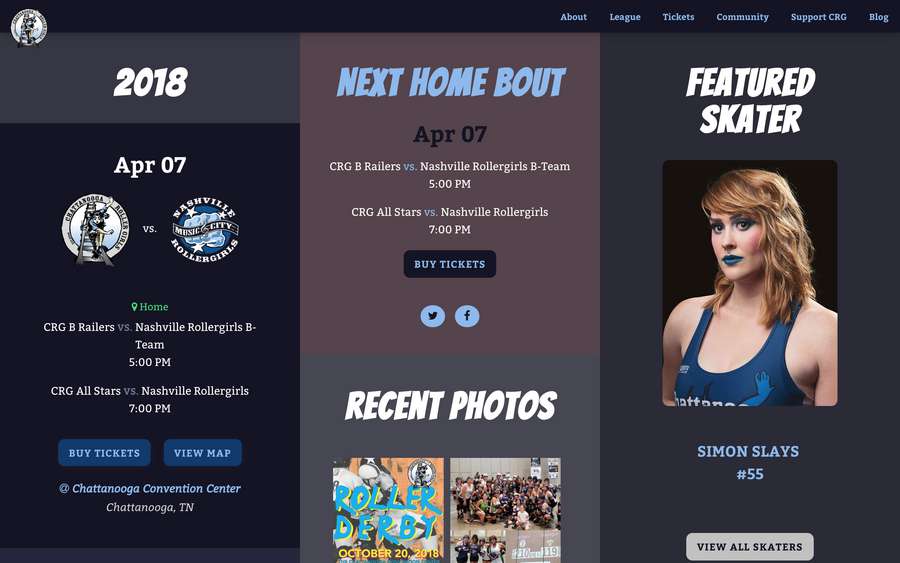 About
League
Tickets
Community
Support CRG
Blog
2018
Apr 07
CHATTANOOGA ROLLERGIRLS
vs.
NASHVILLE
MUSIC CITY
ROLLERGIRLS
Home
CRG B Railers vs. Nashville Rollergirls B-
Team
5:00 PM
CRG All Stars vs. Nashville Rollergirls
7:00 PM
BUY TICKETS
VIEW MAP
@ Chattanooga Convention Center
Chattanooga, TN
NEXT HOME BOUT
Apr 07
CRG B Railers vs. Nashville Rollergirls B-Team
5:00 PM
CRG All Stars vs. Nashville Rollergirls
7:00 PM
BUY TICKETS
RECENT PHOTOS
ROLLER
DERBY
OCTOBER 20, 2018
210
119
FEATURED
SKATER
SIMON SLAYS
#55
VIEW ALL SKATERS